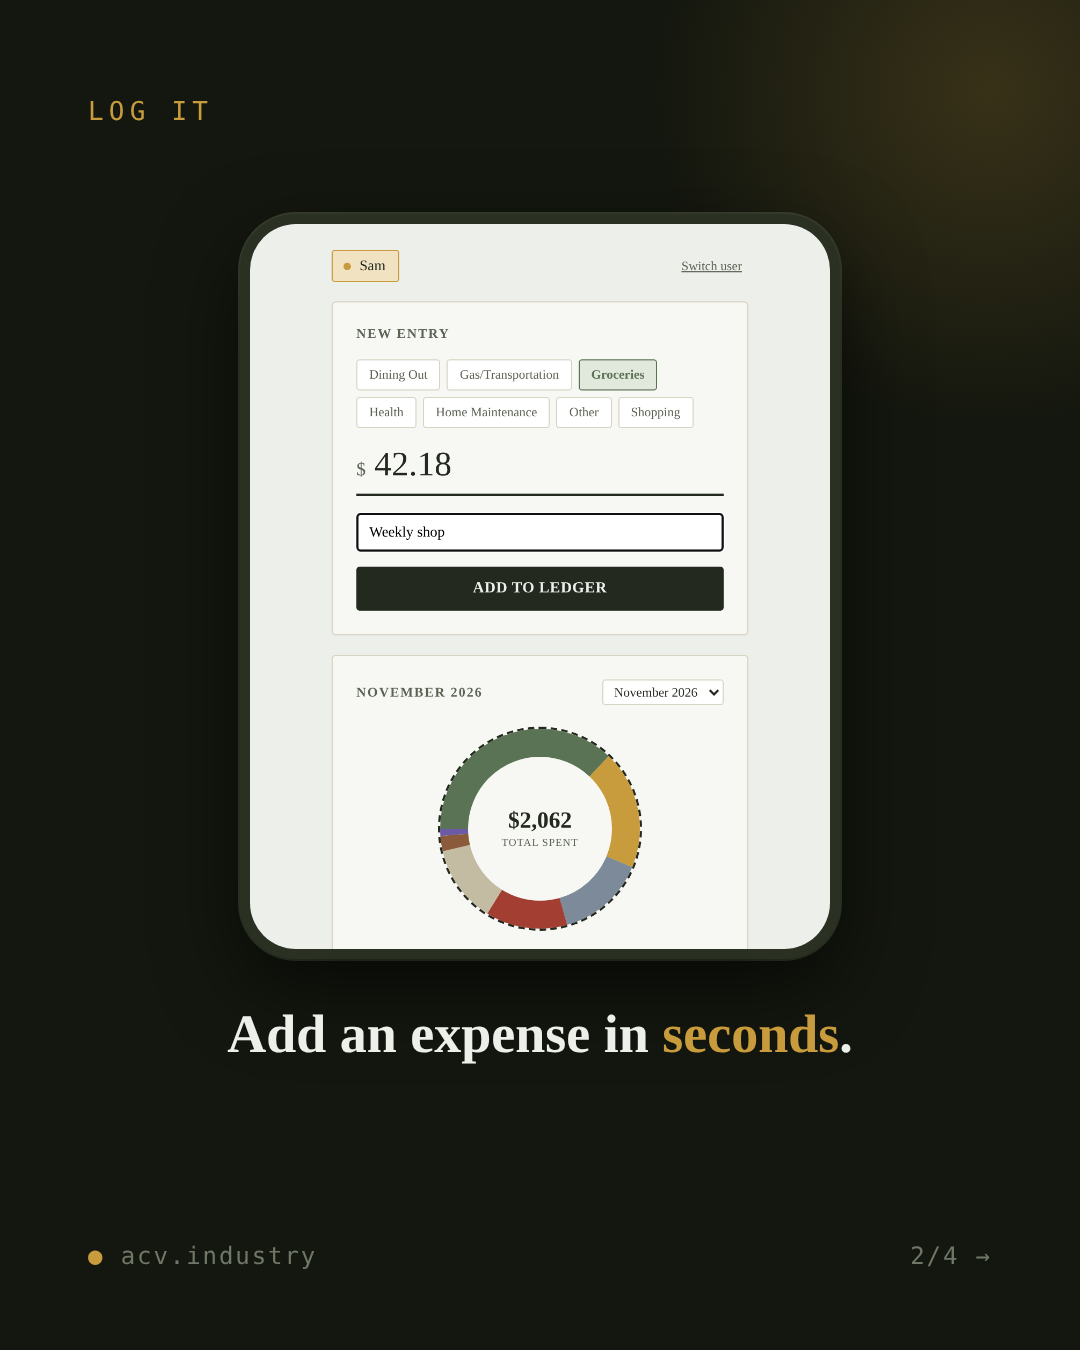 LOG IT
Sam
Switch user
NEW ENTRY
Dining Out
Gas/Transportation
Groceries
Health
Home Maintenance
Other
Shopping
$ 42.18
Weekly shop
ADD TO LEDGER
NOVEMBER 2026
November 2026
$2,062
TOTAL SPENT
Add an expense in seconds.
acv.industry
2/4 →